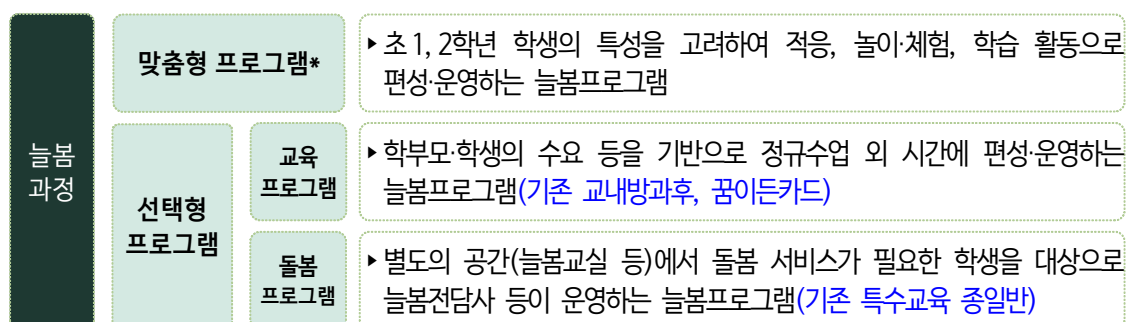 늘봄
과정
맞춤형 프로그램*
▸초 1, 2학년 학생의 특성을 고려하여 적응, 놀이·체험, 학습 활동으로
편성·운영하는 늘봄프로그램
선택형
프로그램
교육
프로그램
▸학부모·학생의 수요 등을 기반으로 정규수업 외 시간에 편성·운영하는
늘봄프로그램(기존 교내방과후, 꿈이든카드)
돌봄
프로그램
▸별도의 공간(늘봄교실 등)에서 돌봄 서비스가 필요한 학생을 대상으로
늘봄전담사 등이 운영하는 늘봄프로그램(기존 특수교육 종일반)